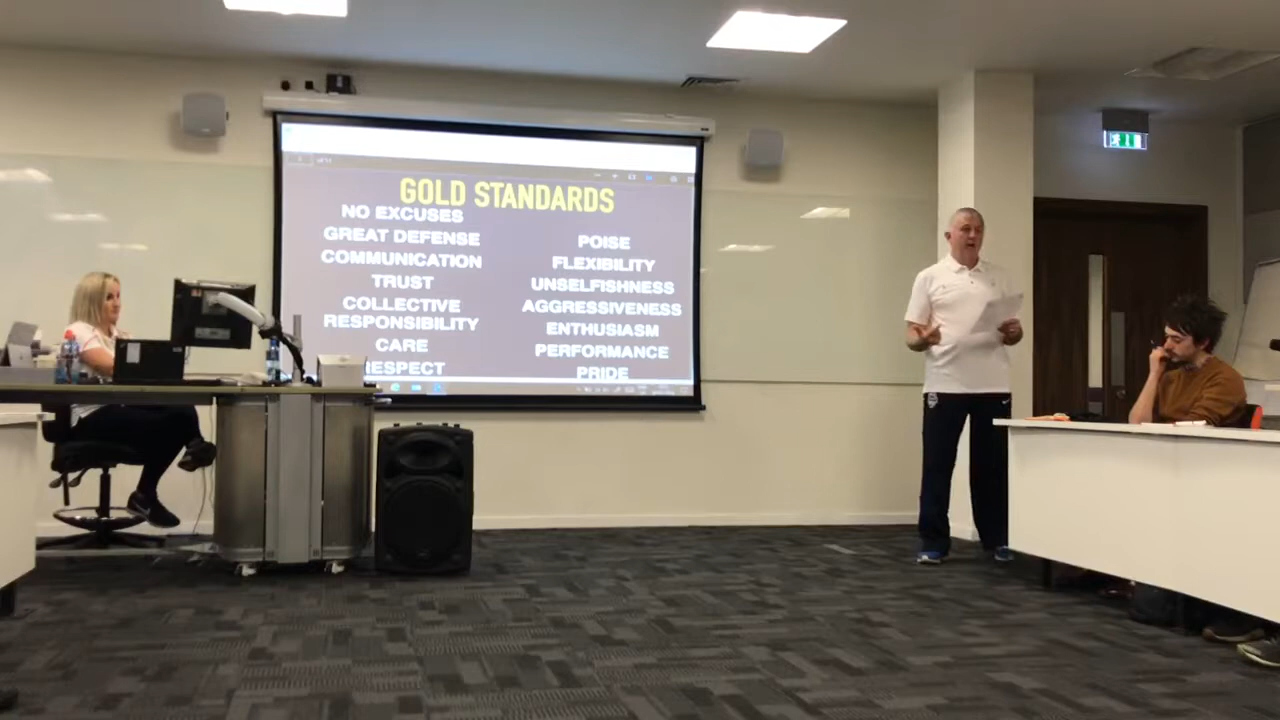 GOLD STANDARDS
NO EXCUSES
GREAT DEFENSE
COMMUNICATION
TRUST
COLLECTIVE
RESPONSIBILITY
CARE
RESPECT
POISE
FLEXIBILITY
UNSELFISHNESS
AGGRESSIVENESS
ENTHUSIASM
PERFORMANCE
PRIDE